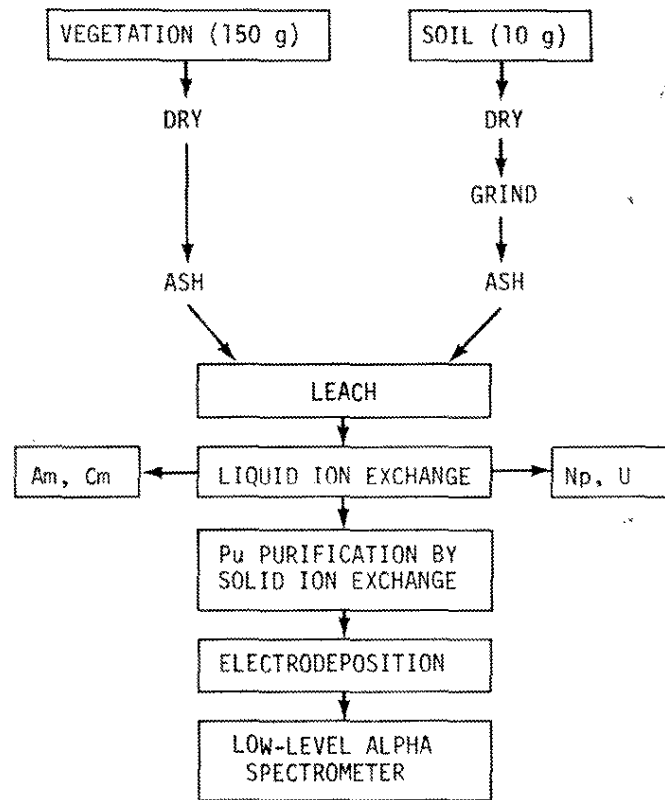 VEGETATION (150 g)
SOIL (10 g)
DRY
DRY
GRIND
ASH
ASH
LEACH
Am, Cm
LIQUID ION EXCHANGE
Np, U
Pu PURIFICATION BY
SOLID ION EXCHANGE
ELECTRODEPOSITION
LOW-LEVEL ALPHA
SPECTROMETER